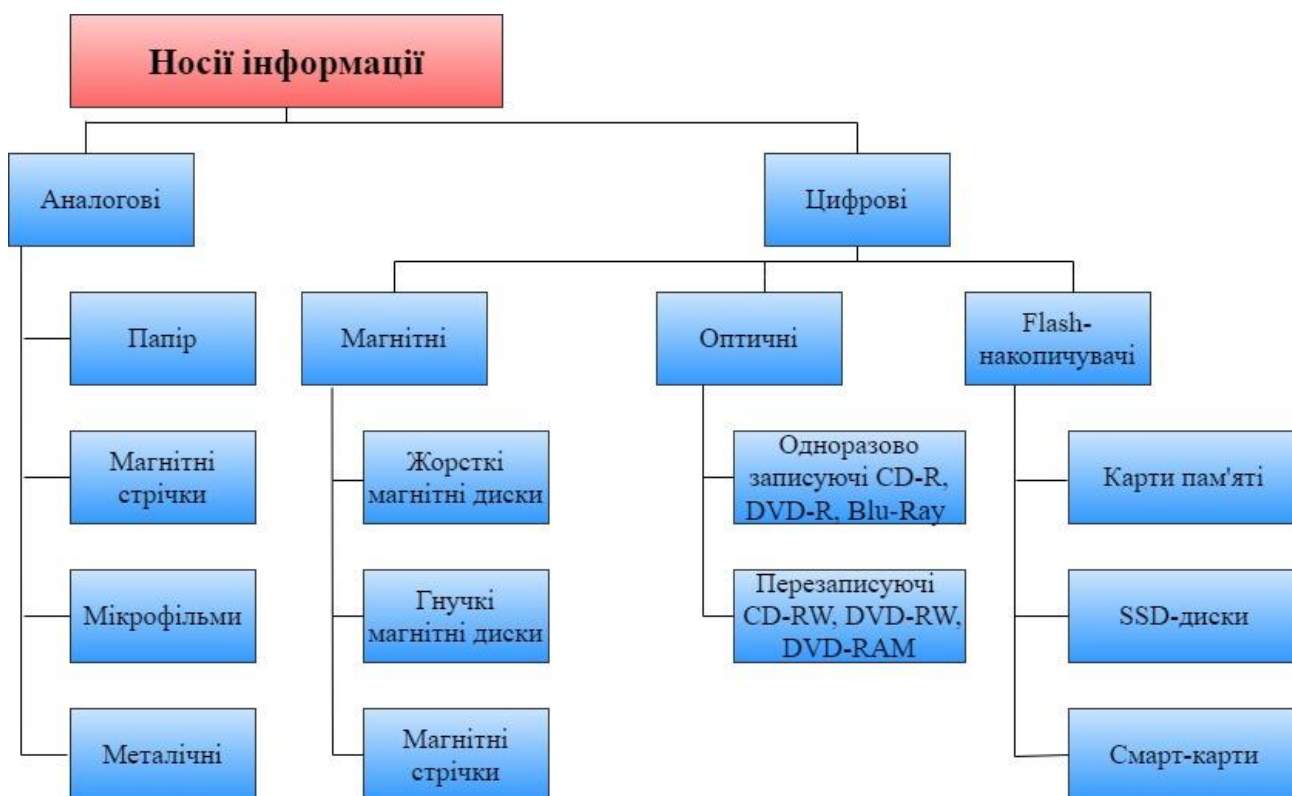 Носії інформації
Аналогові
Цифрові
Папір
Магнітні
Оптичні
Flash-
накопичувачі
Магнітні
стрічки
Жорсткі
магнітні диски
Одноразово
записуючі CD-R,
DVD-R, Blu-Ray
Карти пам'яті
Мікрофільми
Гнучкі
магнітні диски
Перезаписуючі
CD-RW, DVD-RW,
DVD-RAM
SSD-диски
Металічні
Магнітні
стрічки
Смарт-карти